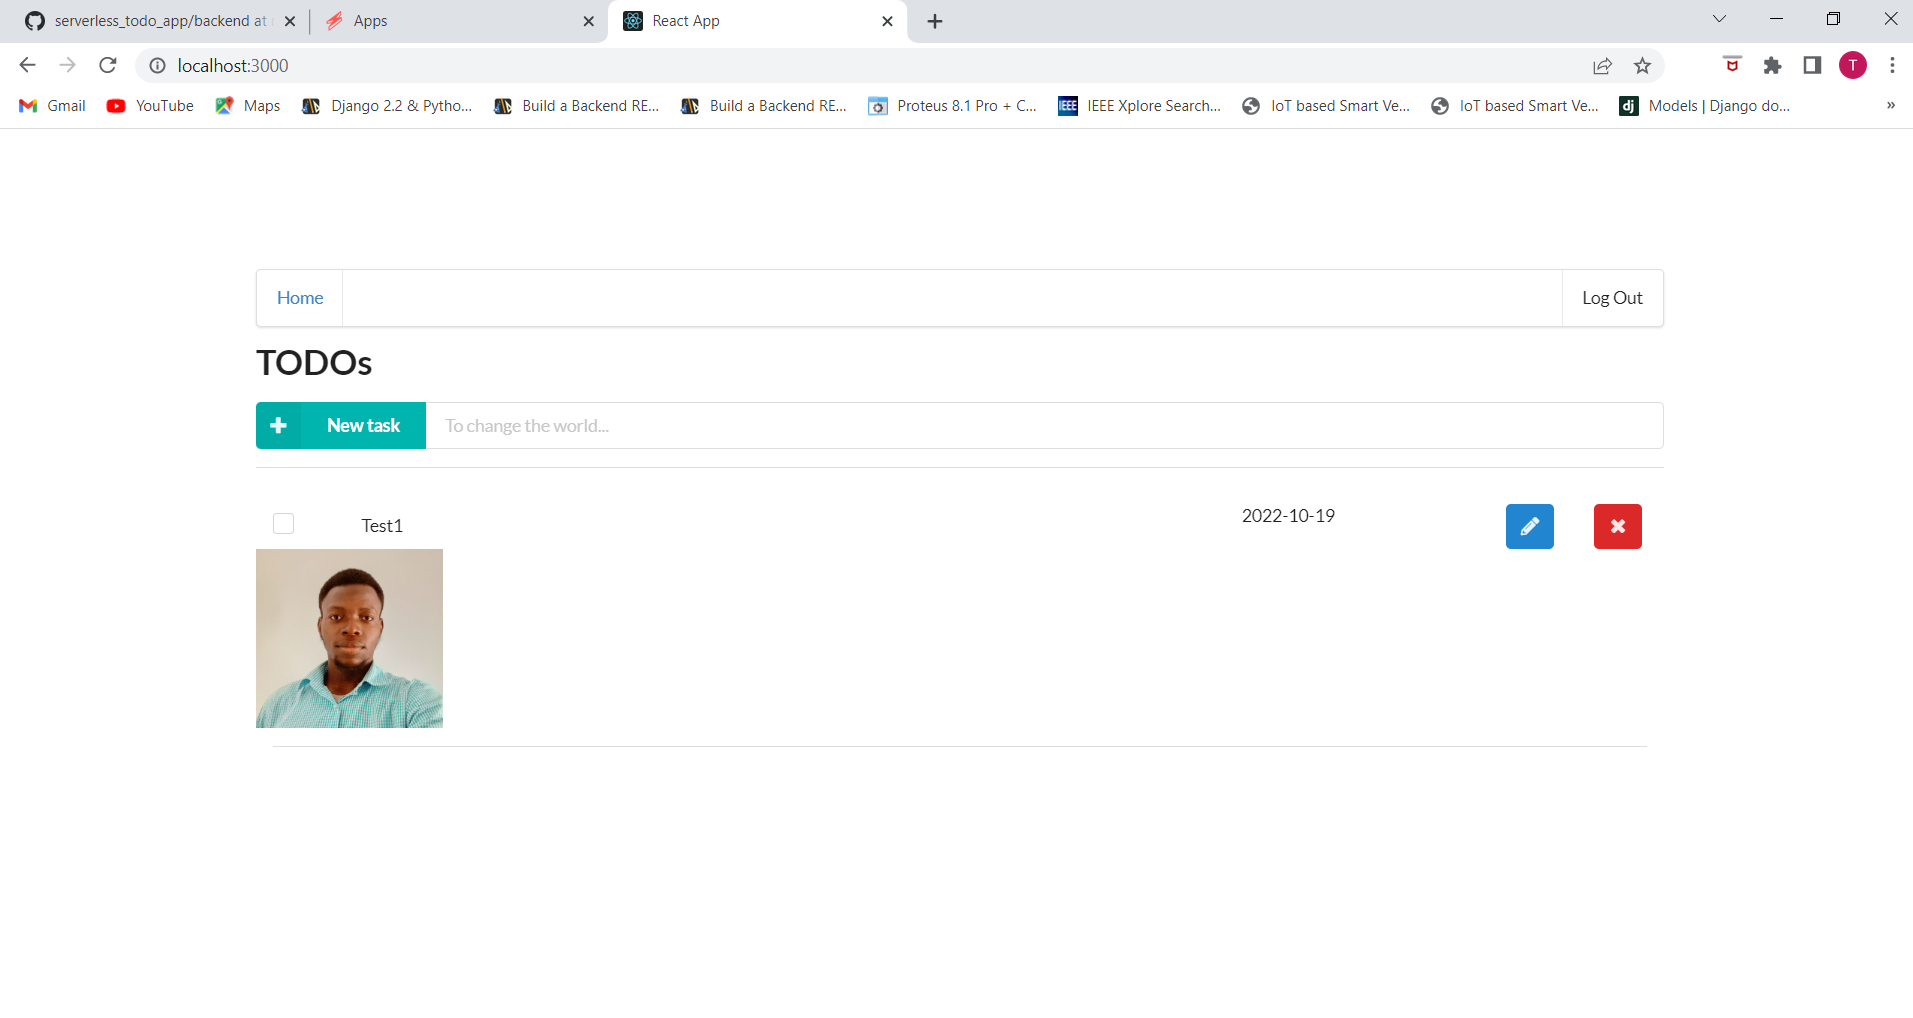 serverless_todo_app/backend at
Apps
React App
localhost:3000
T
Gmail
YouTube
Maps
Django 2.2 & Pytho...
Build a Backend RE...
Build a Backend RE...
Proteus 8.1 Pro + C...
IEEE
IEEE Xplore Search...
IoT based Smart Ve...
IoT based Smart Ve...
dj
Models | Django do...
»
Home
Log Out
TODOs
New task
To change the world...
Test1
2022-10-19